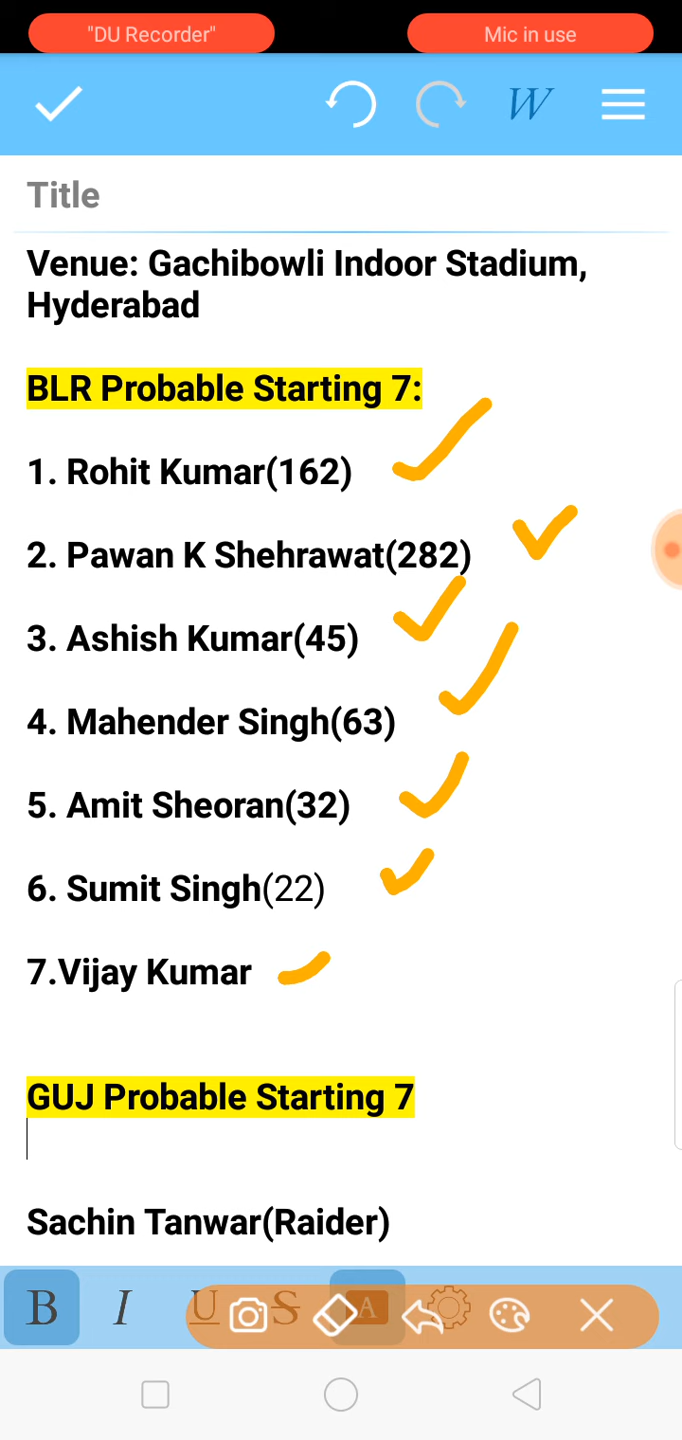 "DU Recorder" Mic in use
W
Title
Venue: Gachibowli Indoor Stadium,
Hyderabad
BLR Probable Starting 7:
1. Rohit Kumar(162)
2. Pawan K Shehrawat(282)
3. Ashish Kumar(45)
4. Mahender Singh(63)
5. Amit Sheoran(32)
6. Sumit Singh(22)
7.Vijay Kumar
GUJ Probable Starting 7
Sachin Tanwar(Raider)
B I U S A